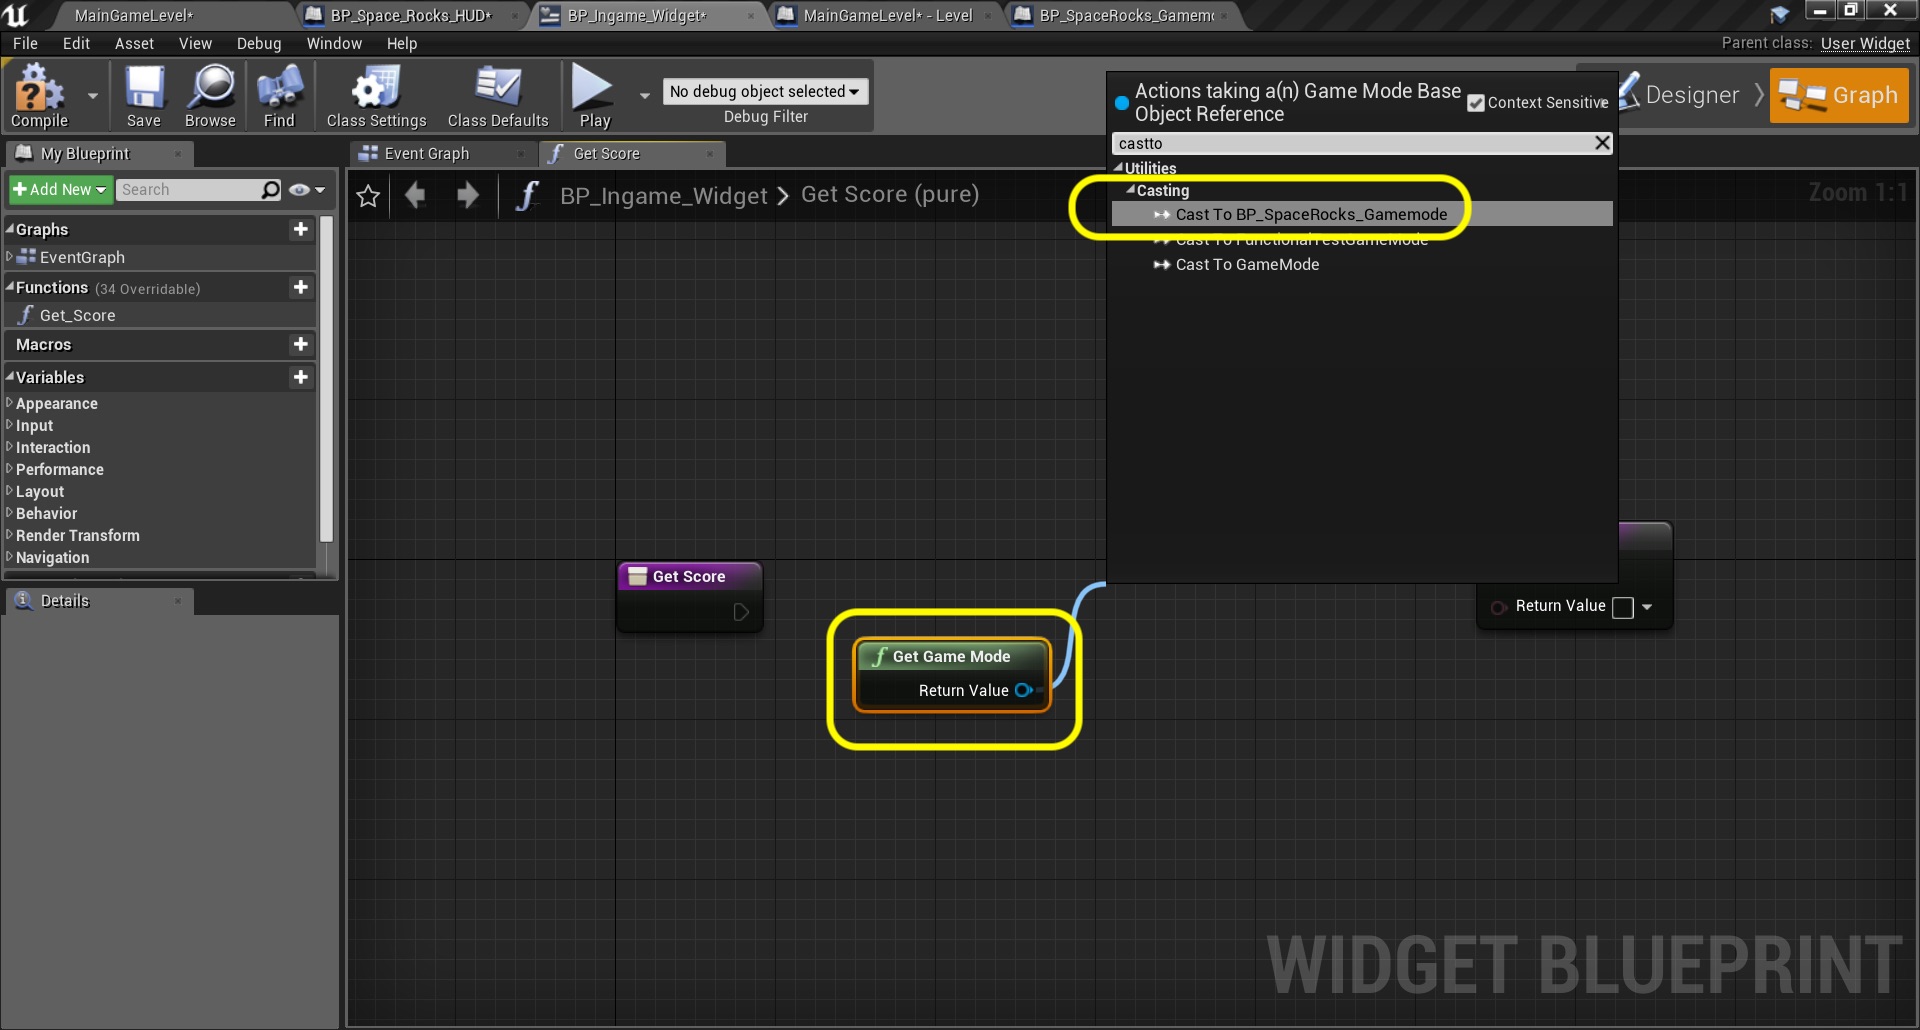 MainGameLevel*
BP_Space_Rocks_HUD*
BP_Ingame_Widget*
MainGameLevel* - Level
BP_SpaceRocks_Gamem
File Edit Asset View Debug Window Help
Parent class: User Widget
Compile
Save
Browse
Find
Class Settings
Class Defaults
Play
No debug object selected
Debug Filter
Designer
Graph
My Blueprint
Add New
Search
Graphs
EventGraph
Functions (34 Overridable)
Get_Score
Macros
Variables
Appearance
Input
Interaction
Performance
Layout
Behavior
Render Transform
Navigation
Details
Event Graph
Get Score
BP_Ingame_Widget > Get Score (pure)
Zoom 1:1
Actions taking a(n) Game Mode Base
Object Reference
Context Sensitive
castto
Utilities
Casting
Cast To BP_SpaceRocks_Gamemode
Cast To FunctionalTestGameMode
Cast To GameMode
Get Score
Get Game Mode
Return Value
Return Value
WIDGET BLUEPRINT